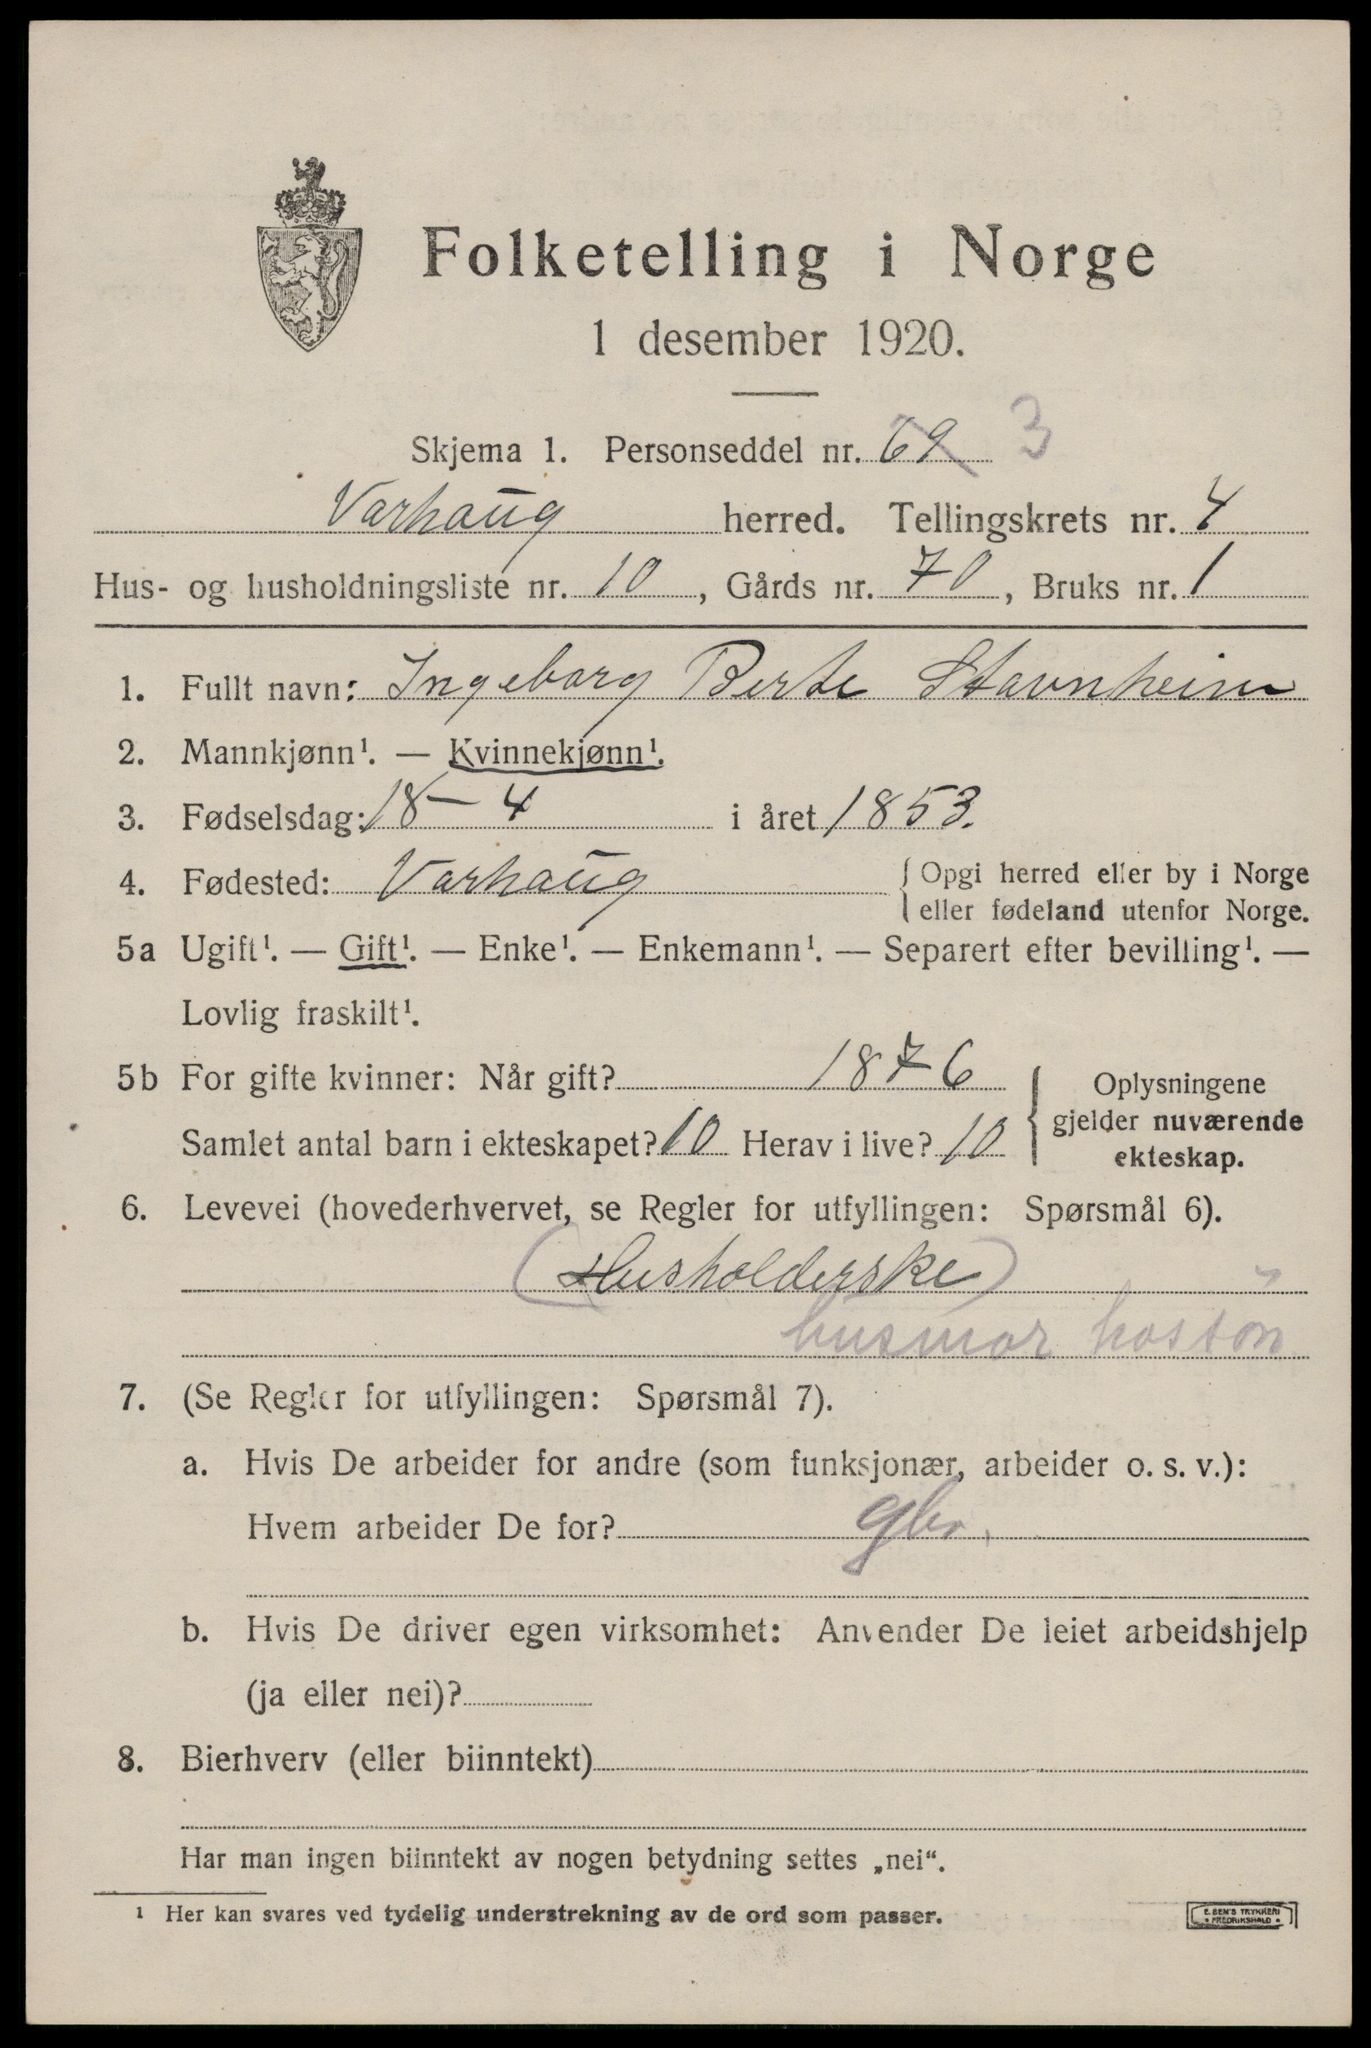 Folketelling i Norge
1 desember 1920.
Skjema 1. Personseddel nr. 69 3
Varhaug herred. Tellingskrets nr. 4
Hus- og husholdningsliste nr. 10, Gårds nr. 70, Bruks nr. 1
1. Fullt navn: Ingeborg Berte Stavnheim
2. Mannkjønn¹. — Kvinnekjønn¹.
3. Fødselsdag: 18 – 4 i året 1853.
4. Fødested: Varhaug { Opgi herred eller by i Norge
eller fødeland utenfor Norge.
5a Ugift¹. — Gift¹. — Enke¹. — Enkemann¹. — Separert efter bevilling¹. —
Lovlig fraskilt¹.
5b For gifte kvinner: Når gift? 1876
Samlet antal barn i ekteskapet? 10 Herav i live? 10
Oplysningene
gjelder nuværende
ekteskap.
6. Levevei (hovederhvervet, se Regler for utfyllingen: Spørsmål 6).
(Husholderske)
husmor hos søn
7. (Se Regler for utfyllingen: Spørsmål 7).
a. Hvis De arbeider for andre (som funksjonær, arbeider o. s. v.):
Hvem arbeider De for? gbr.
b. Hvis De driver egen virksomhet: Anvender De leiet arbeidshjelp
(ja eller nei)?
8. Bierhverv (eller biinntekt)
Har man ingen biinntekt av nogen betydning settes „nei“.
¹ Her kan svares ved tydelig understrekning av de ord som passer.
E. SEM'S TRYKKERI
• FREDRIKSHALD •